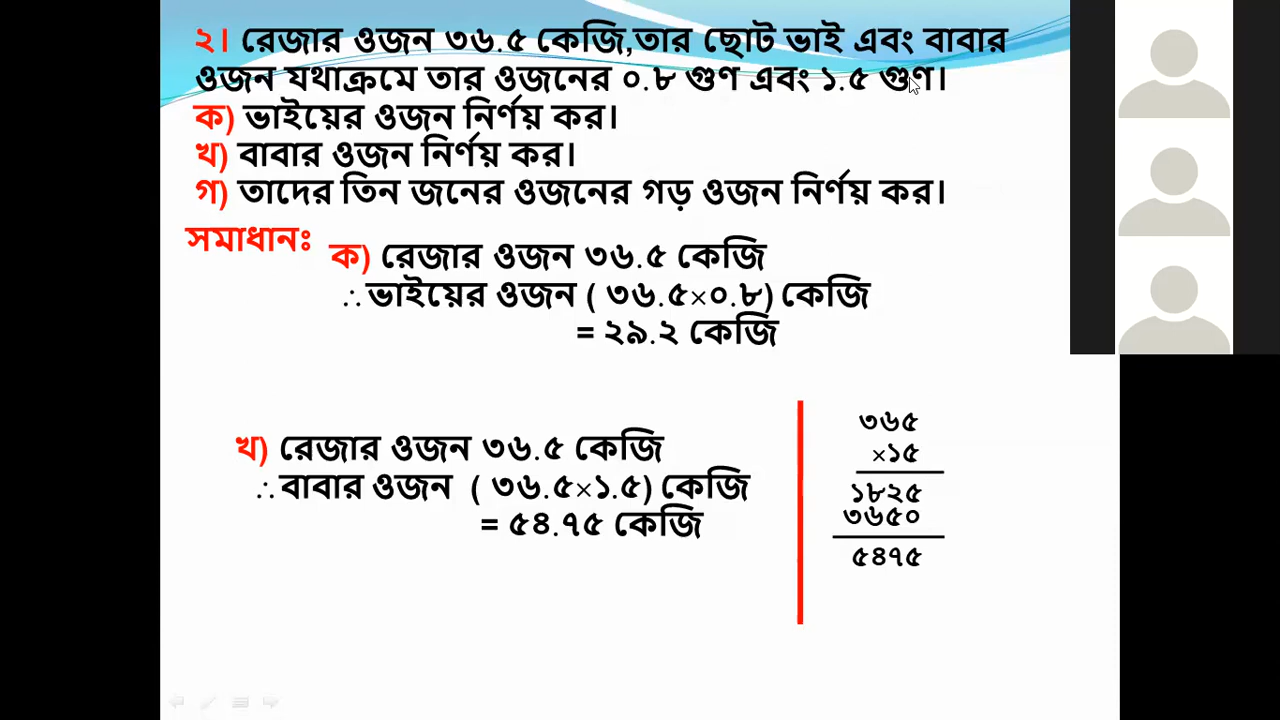 ২। রেজার ওজন ৩৬.৫ কেজি,তার ছোট ভাই এবং বাবার
ওজন যথাক্রমে তার ওজনের ০.৮ গুণ এবং ১.৫ গুণ।
ক) ভাইয়ের ওজন নির্ণয় কর।
খ) বাবার ওজন নির্ণয় কর।
গ) তাদের তিন জনের ওজনের গড় ওজন নির্ণয় কর।
সমাধানঃ
ক) রেজার ওজন ৩৬.৫ কেজি
∴ভাইয়ের ওজন ( ৩৬.৫×০.৮) কেজি
= ২৯.২ কেজি
খ) রেজার ওজন ৩৬.৫ কেজি
∴বাবার ওজন ( ৩৬.৫×১.৫) কেজি
= ৫৪.৭৫ কেজি
৩৬৫
×১৫
১৮২৫
৩৬৫০
৫৪৭৫